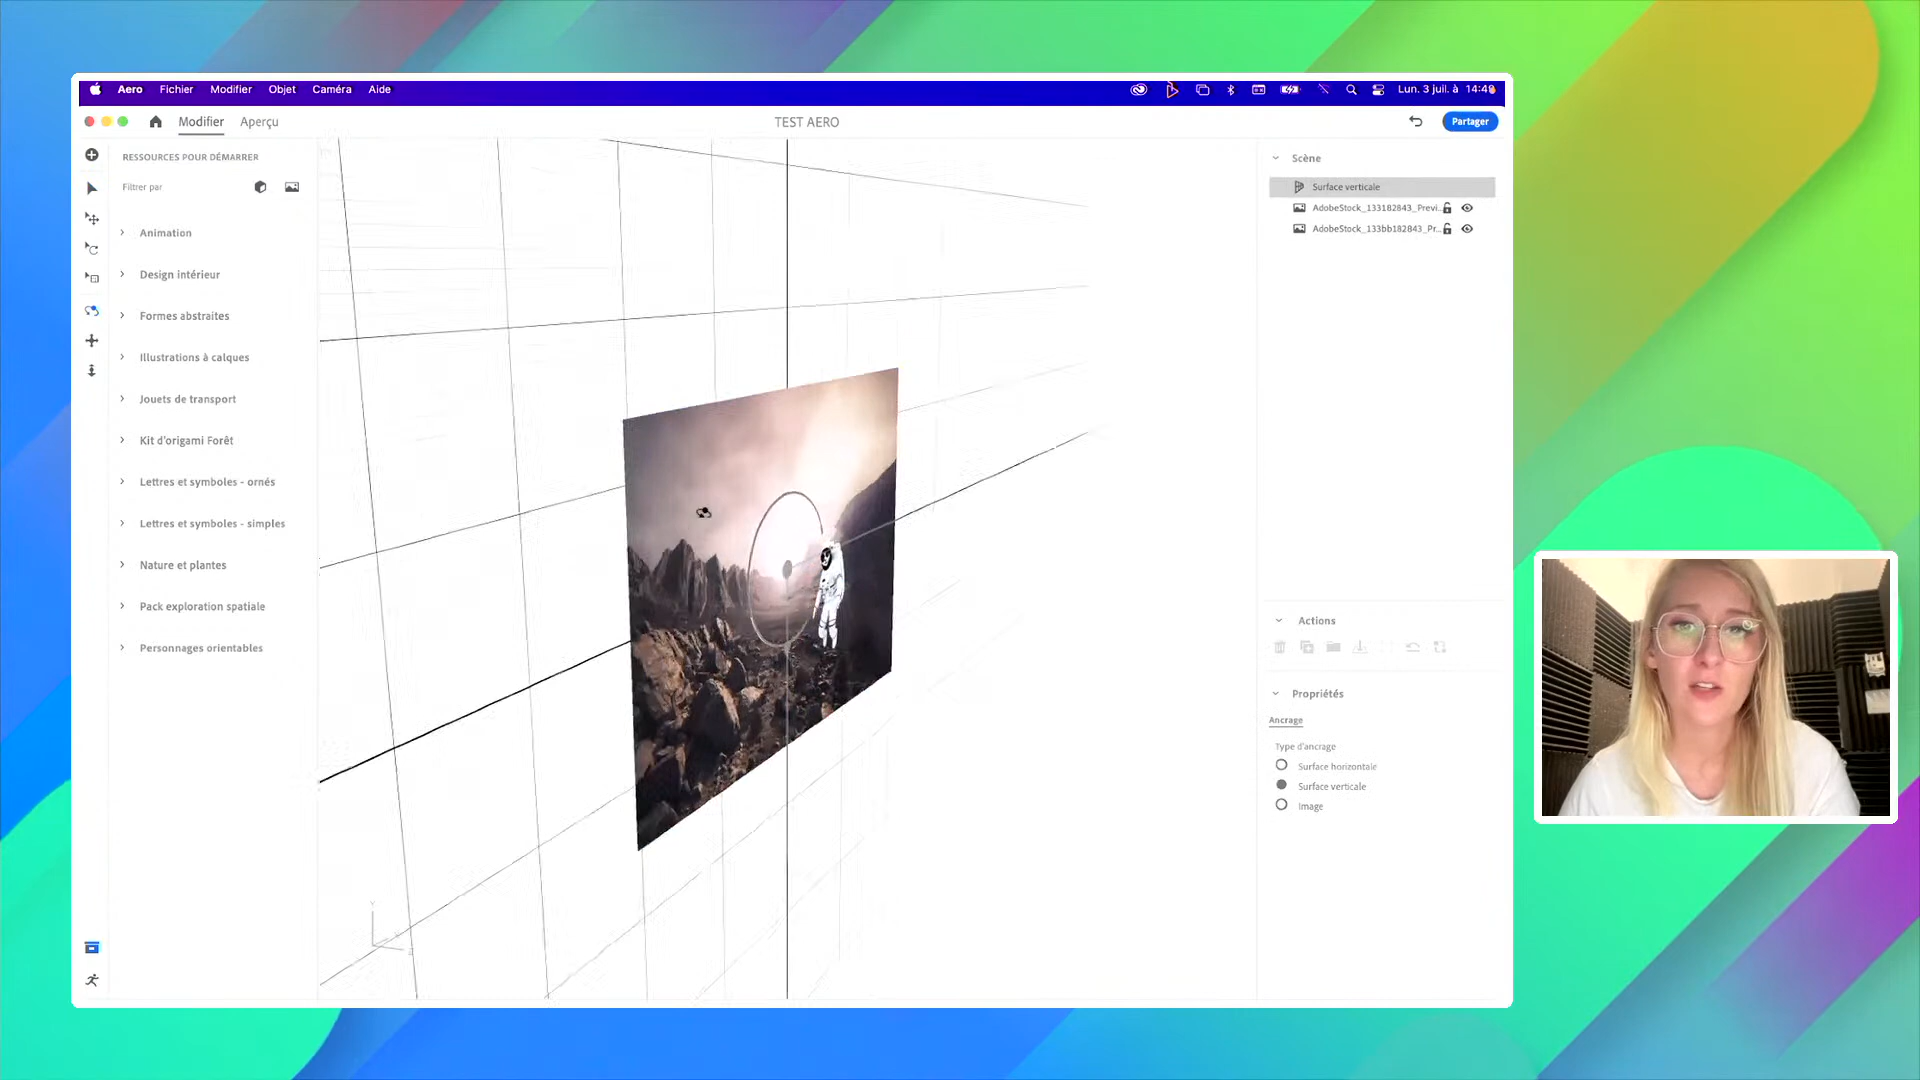 Aero Fichier Modifier Objet Caméra Aide
Lun. 3 juil. à 14:49
Modifier Aperçu
TEST AERO
Partager
RESSOURCES POUR DÉMARRER
Filtrer par
Animation
Design intérieur
Formes abstraites
Illustrations à calques
Jouets de transport
Kit d'origami Forêt
Lettres et symboles - ornés
Lettres et symboles - simples
Nature et plantes
Pack exploration spatiale
Personnages orientables
Scène
Surface verticale
AdobeStock_133182843_Previ...
AdobeStock_133bb182843_Pr...
Actions
Propriétés
Ancrage
Type d'ancrage
Surface horizontale
Surface verticale
Image